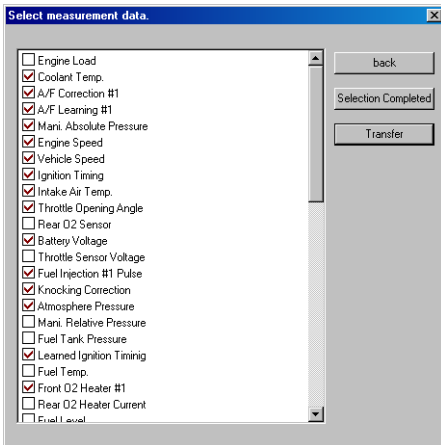 Select measurement data.
Engine Load
Coolant Temp.
A/F Correction #1
A/F Learning #1
Mani. Absolute Pressure
Engine Speed
Vehicle Speed
Ignition Timing
Intake Air Temp.
Throttle Opening Angle
Rear O2 Sensor
Battery Voltage
Throttle Sensor Voltage
Fuel Injection #1 Pulse
Knocking Correction
Atmosphere Pressure
Mani. Relative Pressure
Fuel Tank Pressure
Learned Ignition Timinig
Fuel Temp.
Front O2 Heater #1
Rear O2 Heater Current
Fuel Level
back
Selection Completed
Transfer